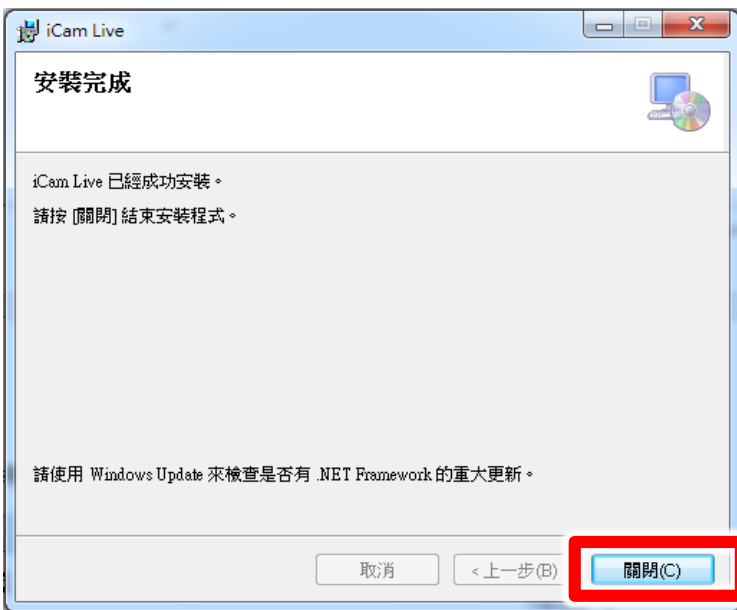 iCam Live
安裝完成
iCam Live 已經成功安裝。
請按 [關閉] 結束安裝程式。
請使用 Windows Update 來檢查是否有 .NET Framework 的重大更新。
取消 <上一步(B) 關閉(C)